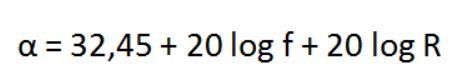 α = 32,45 + 20 log f + 20 log R